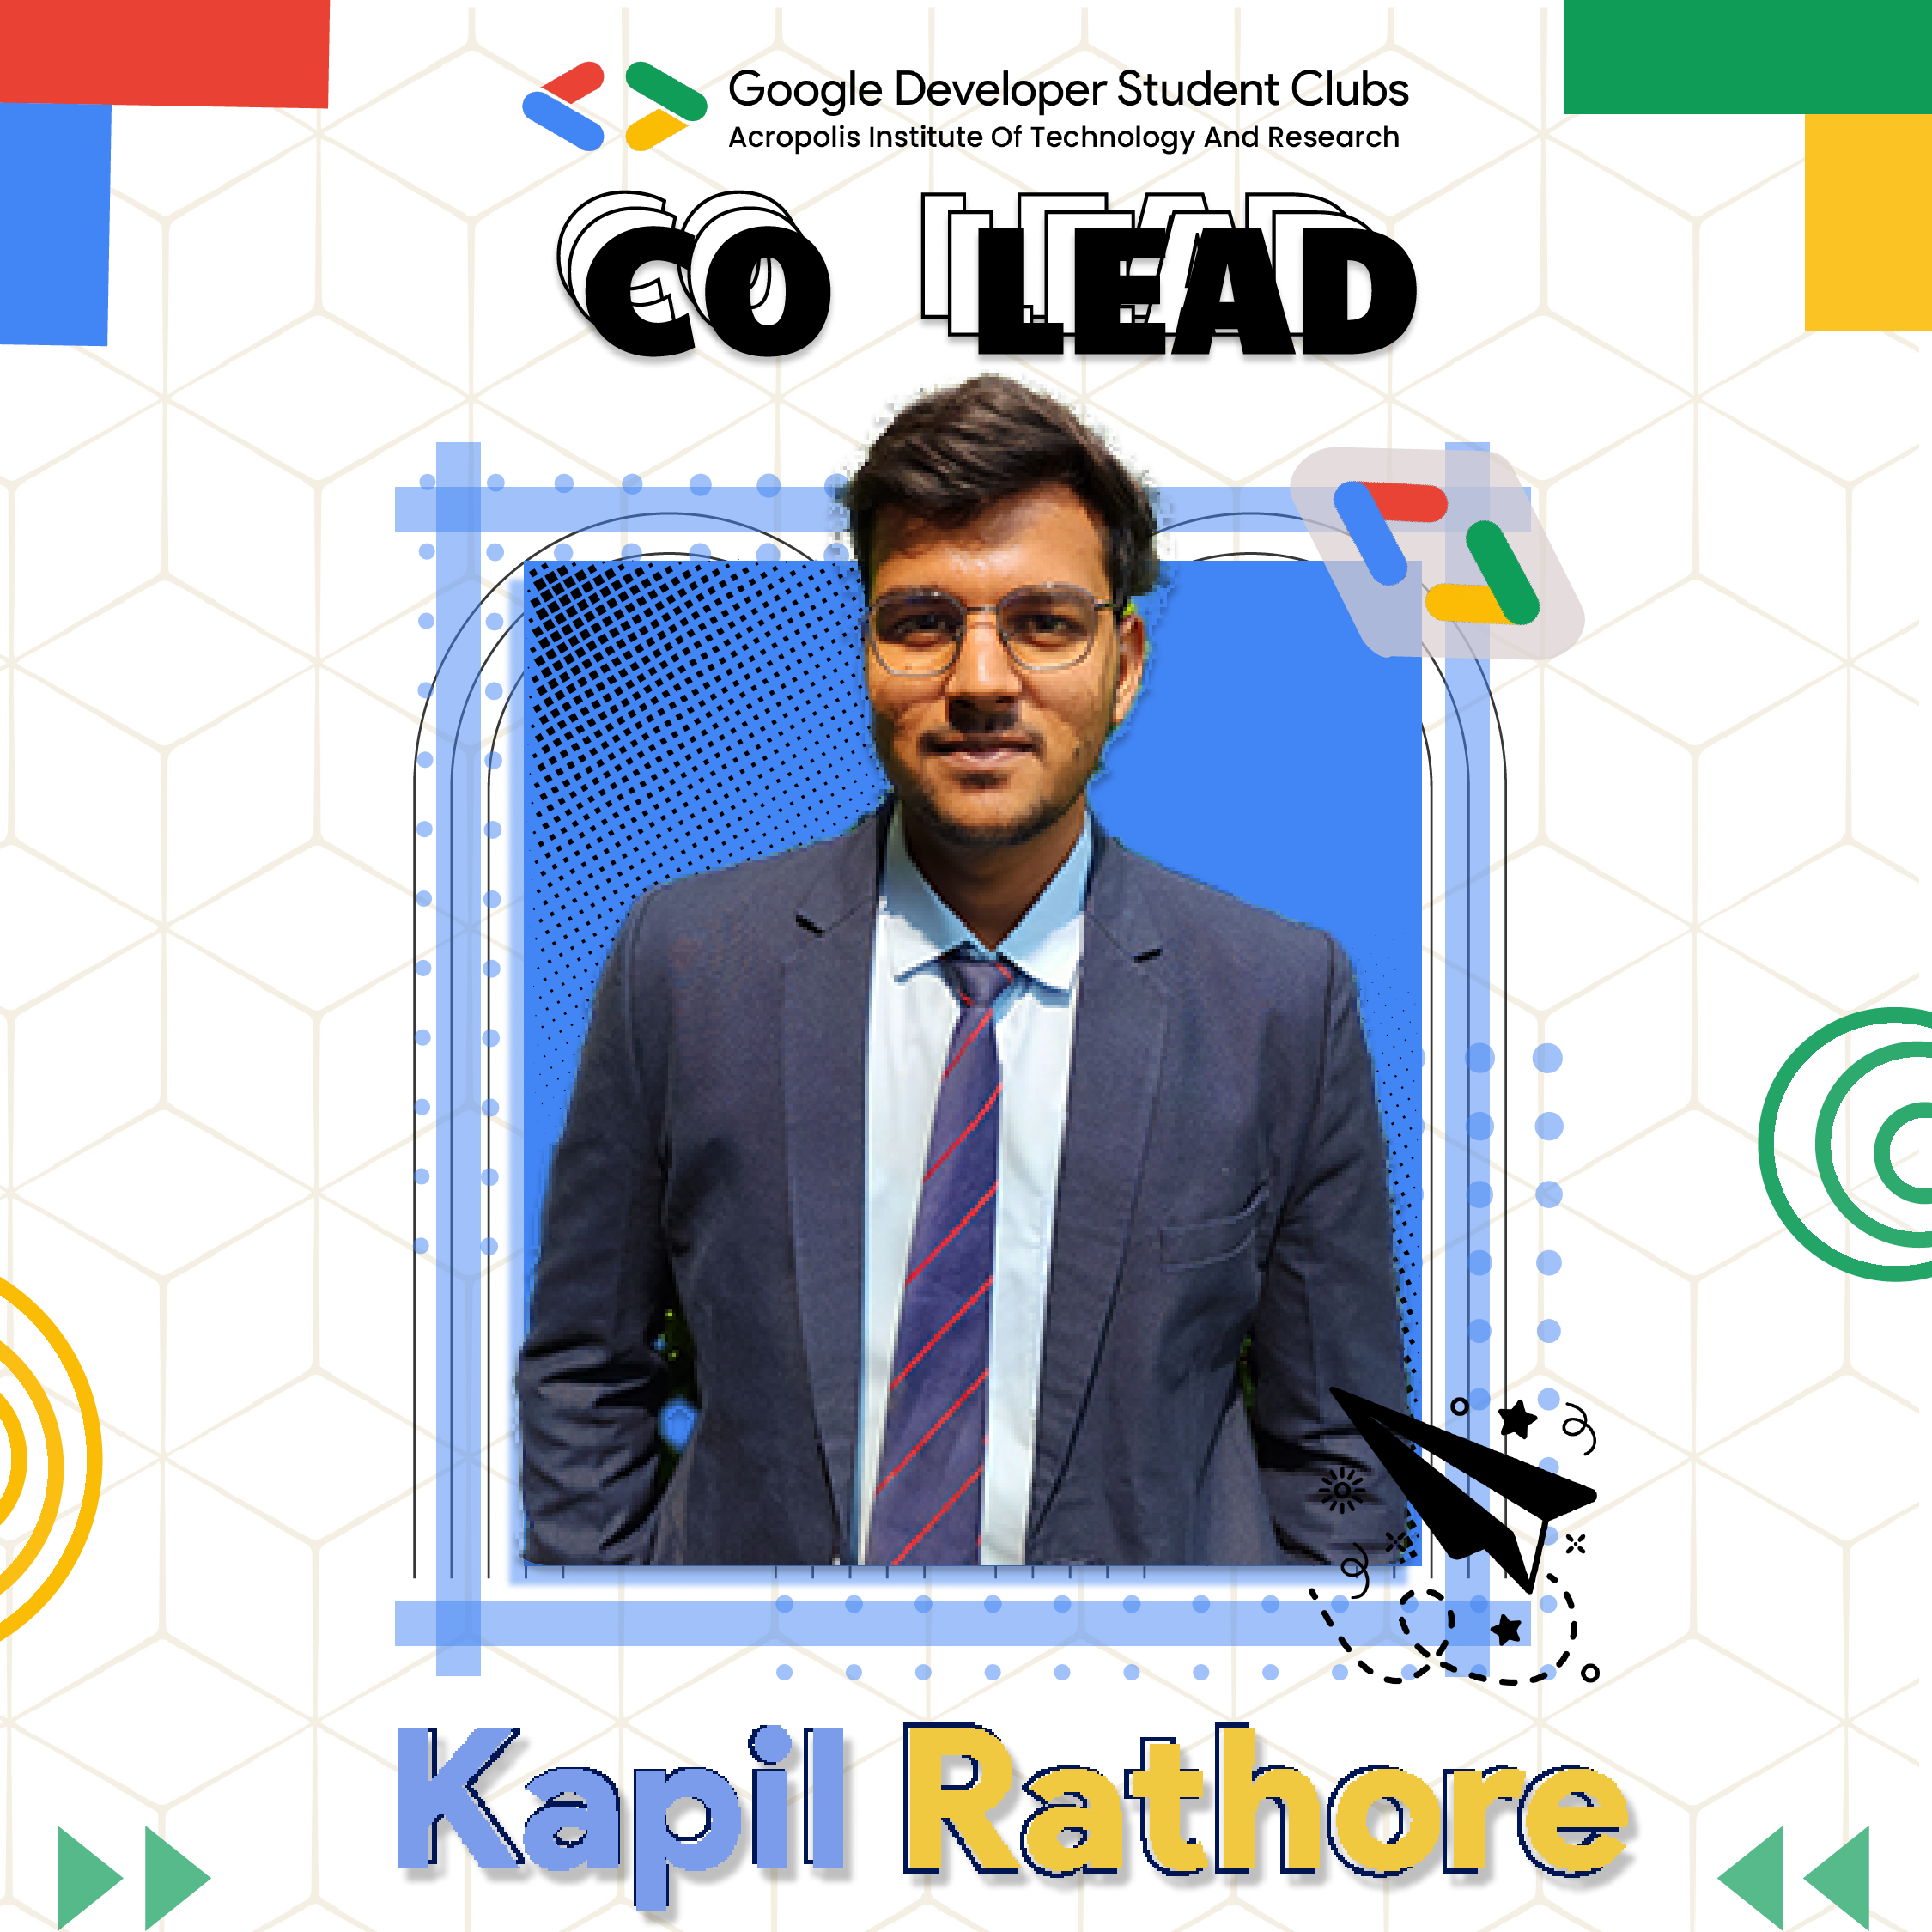 Google Developer Student Clubs
Acropolis Institute Of Technology And Research
CO LEAD
Kapil Rathore